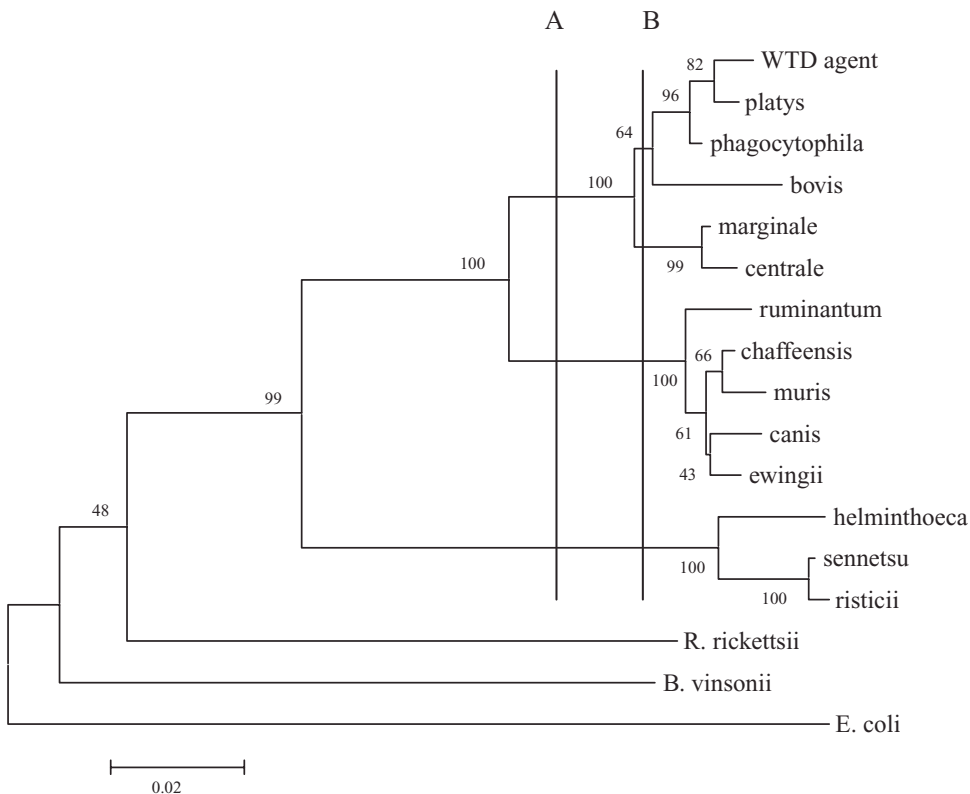 A
B
82
WTD agent
96
platys
64
phagocytophila
100
bovis
marginale
99
centrale
100
ruminantum
66
chaffeensis
100
muris
99
61
canis
43
ewingii
helminthoeca
48
100
sennetsu
100
risticii
R. rickettsii
B. vinsonii
E. coli
0.02